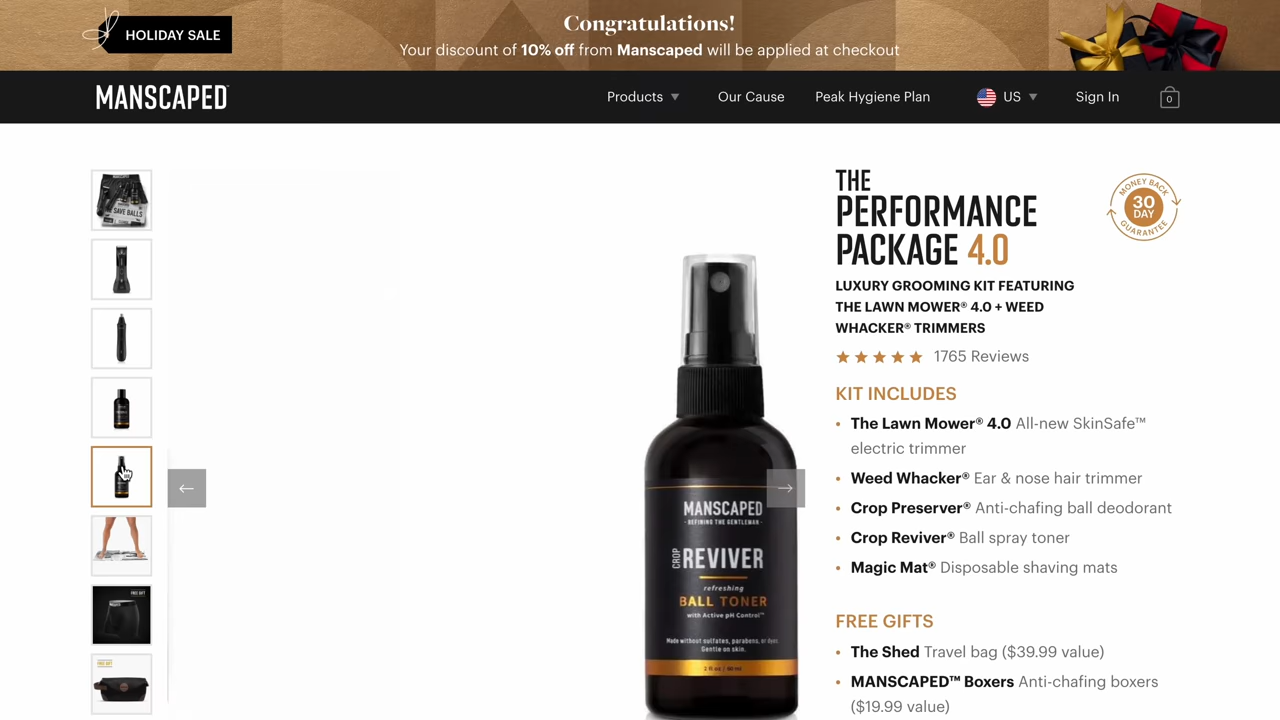 HOLIDAY SALE
Congratulations!
Your discount of 10% off from Manscaped will be applied at checkout
MANSCAPED
Products
Our Cause
Peak Hygiene Plan
US
Sign In
0
SAVE BALLS
THE
PERFORMANCE
PACKAGE 4.0
MONEY BACK
30
DAY
GUARANTEE
LUXURY GROOMING KIT FEATURING
THE LAWN MOWER® 4.0 + WEED
WHACKER® TRIMMERS
1765 Reviews
KIT INCLUDES
• The Lawn Mower® 4.0 All-new SkinSafe™
electric trimmer
• Weed Whacker® Ear & nose hair trimmer
• Crop Preserver® Anti-chafing ball deodorant
• Crop Reviver® Ball spray toner
• Magic Mat® Disposable shaving mats
FREE GIFTS
• The Shed Travel bag ($39.99 value)
• MANSCAPED™ Boxers Anti-chafing boxers
($19.99 value)
MANSCAPED
- REFINING THE GENTLEMAN -
CROP
REVIVER
refreshing
BALL TONER
with Active pH Control™
Made without sulfates, parabens, or dyes
Gentle on skin.
FREE GIFT
FREE GIFT